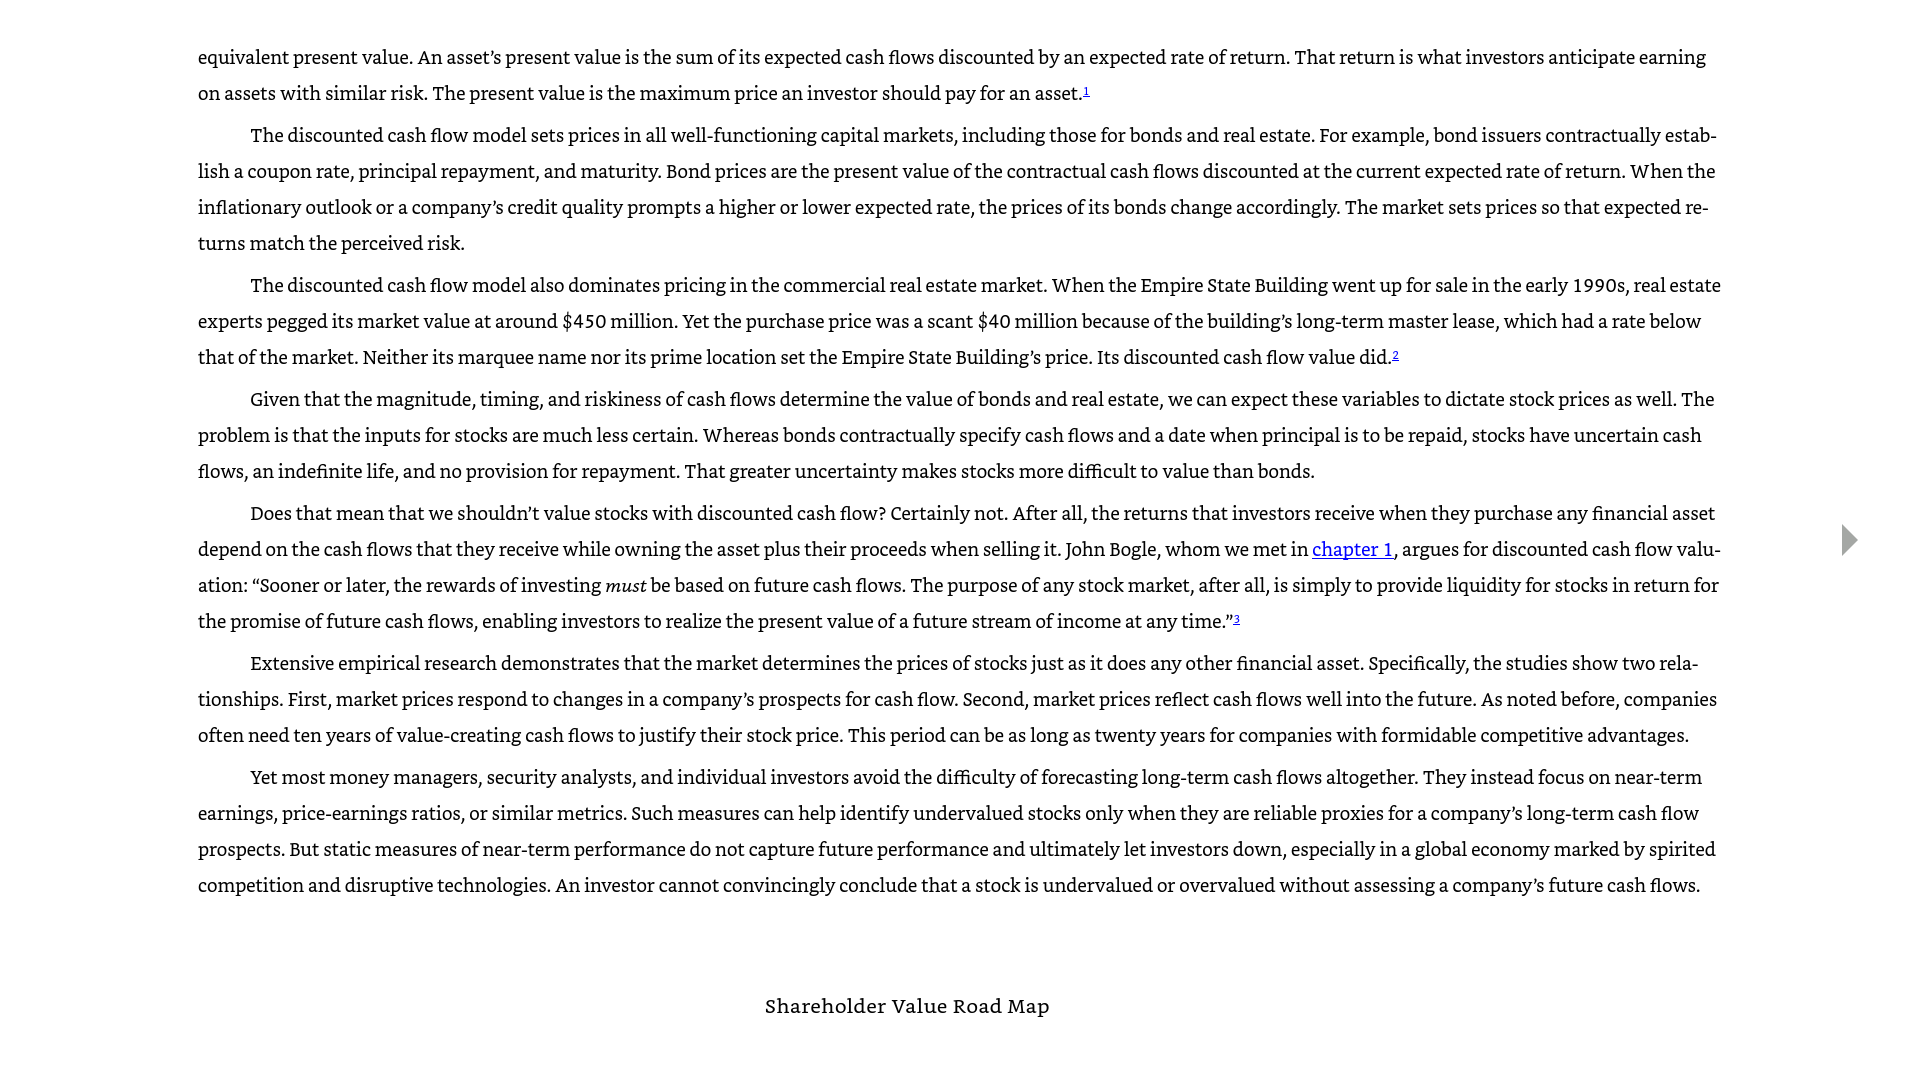 equivalent present value. An asset’s present value is the sum of its expected cash flows discounted by an expected rate of return. That return is what investors anticipate earning
on assets with similar risk. The present value is the maximum price an investor should pay for an asset.1
The discounted cash flow model sets prices in all well-functioning capital markets, including those for bonds and real estate. For example, bond issuers contractually estab-
lish a coupon rate, principal repayment, and maturity. Bond prices are the present value of the contractual cash flows discounted at the current expected rate of return. When the
inflationary outlook or a company’s credit quality prompts a higher or lower expected rate, the prices of its bonds change accordingly. The market sets prices so that expected re-
turns match the perceived risk.
The discounted cash flow model also dominates pricing in the commercial real estate market. When the Empire State Building went up for sale in the early 1990s, real estate
experts pegged its market value at around $450 million. Yet the purchase price was a scant $40 million because of the building’s long-term master lease, which had a rate below
that of the market. Neither its marquee name nor its prime location set the Empire State Building’s price. Its discounted cash flow value did.2
Given that the magnitude, timing, and riskiness of cash flows determine the value of bonds and real estate, we can expect these variables to dictate stock prices as well. The
problem is that the inputs for stocks are much less certain. Whereas bonds contractually specify cash flows and a date when principal is to be repaid, stocks have uncertain cash
flows, an indefinite life, and no provision for repayment. That greater uncertainty makes stocks more difficult to value than bonds.
Does that mean that we shouldn’t value stocks with discounted cash flow? Certainly not. After all, the returns that investors receive when they purchase any financial asset
depend on the cash flows that they receive while owning the asset plus their proceeds when selling it. John Bogle, whom we met in chapter 1, argues for discounted cash flow valu-
ation: “Sooner or later, the rewards of investing must be based on future cash flows. The purpose of any stock market, after all, is simply to provide liquidity for stocks in return for
the promise of future cash flows, enabling investors to realize the present value of a future stream of income at any time.”3
Extensive empirical research demonstrates that the market determines the prices of stocks just as it does any other financial asset. Specifically, the studies show two rela-
tionships. First, market prices respond to changes in a company’s prospects for cash flow. Second, market prices reflect cash flows well into the future. As noted before, companies
often need ten years of value-creating cash flows to justify their stock price. This period can be as long as twenty years for companies with formidable competitive advantages.
Yet most money managers, security analysts, and individual investors avoid the difficulty of forecasting long-term cash flows altogether. They instead focus on near-term
earnings, price-earnings ratios, or similar metrics. Such measures can help identify undervalued stocks only when they are reliable proxies for a company’s long-term cash flow
prospects. But static measures of near-term performance do not capture future performance and ultimately let investors down, especially in a global economy marked by spirited
competition and disruptive technologies. An investor cannot convincingly conclude that a stock is undervalued or overvalued without assessing a company’s future cash flows.
Shareholder Value Road Map